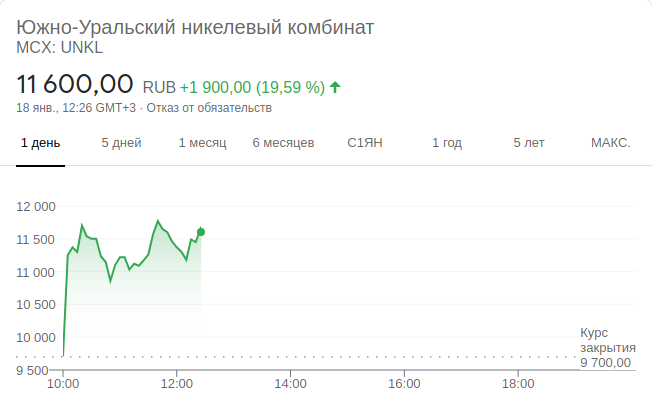 Южно-Уральский никелевый комбинат
MCX: UNKL
11 600,00 RUB +1 900,00 (19,59 %)
18 янв., 12:26 GMT+3 · Отказ от обязательств
1 день 5 дней 1 месяц 6 месяцев С1ЯН 1 год 5 лет МАКС.
12 000
11 500
11 000
10 500
10 000
Курс
закрытия
9 700,00
9 500
10:00 12:00 14:00 16:00 18:00